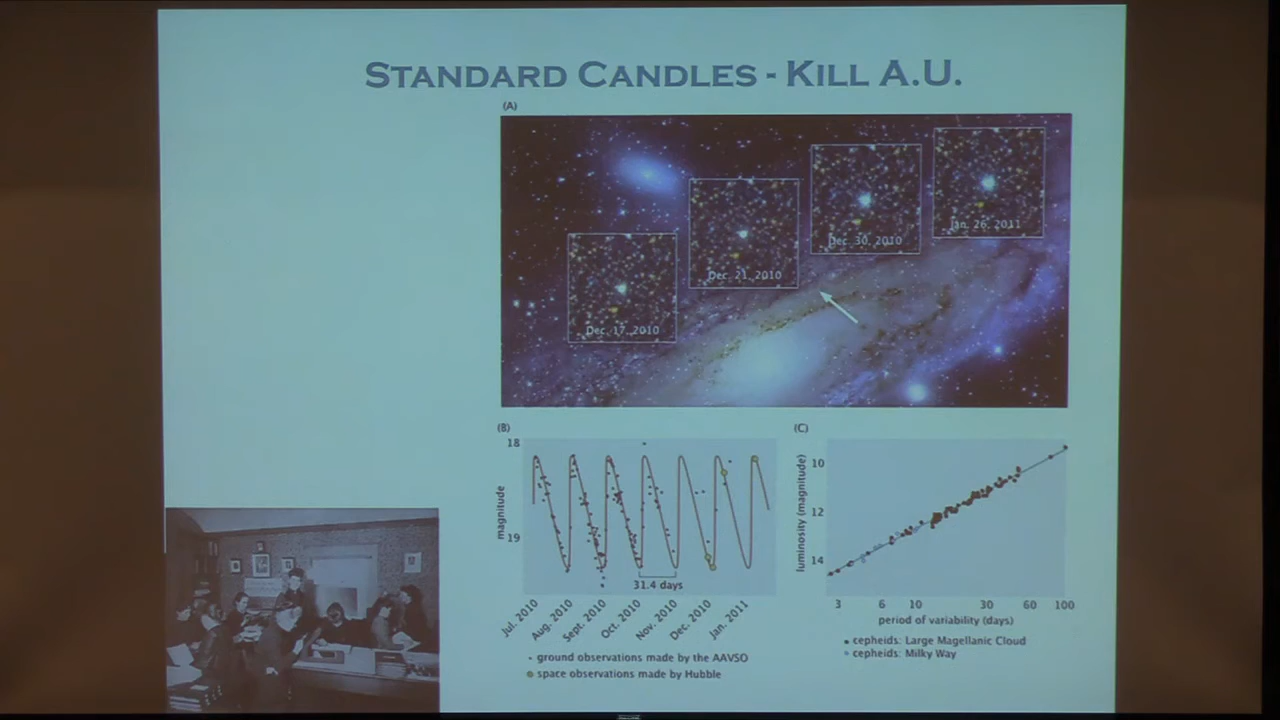 STANDARD CANDLES - KILL A.U.
(A)
Dec. 17, 2010
Dec. 21, 2010
Dec. 30, 2010
Jan. 26, 2011
(B)
18
19
magnitude
31.4 days
Jul. 2010
Aug. 2010
Sept. 2010
Oct. 2010
Nov. 2010
Dec. 2010
Jan. 2011
ground observations made by the AAVSO
space observations made by Hubble
(C)
10
12
14
luminosity (magnitude)
3 6 10 30 60 100
period of variability (days)
cepheids: Large Magellanic Cloud
cepheids: Milky Way